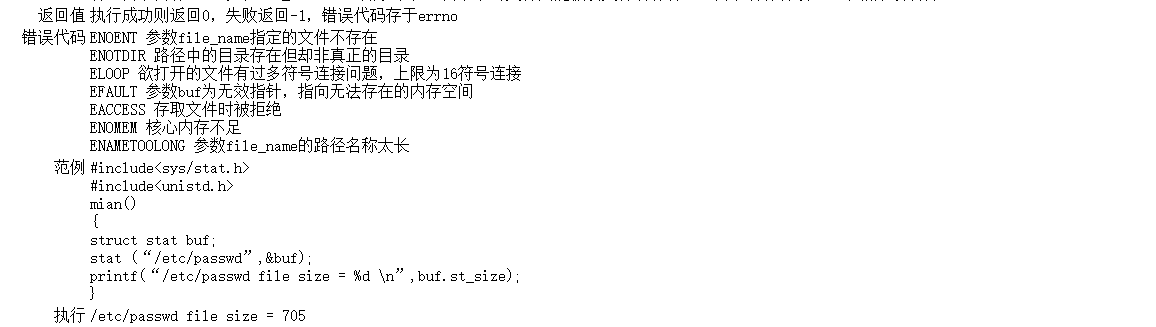 返回值 执行成功则返回0，失败返回-1，错误代码存于errno
错误代码 ENOENT 参数file_name指定的文件不存在
ENOTDIR 路径中的目录存在但却非真正的目录
ELOOP 欲打开的文件有过多符号连接问题，上限为16符号连接
EFAULT 参数buf为无效指针，指向无法存在的内存空间
EACCESS 存取文件时被拒绝
ENOMEM 核心内存不足
ENAMETOOLONG 参数file_name的路径名称太长
范例 #include<sys/stat.h>
#include<unistd.h>
mian()
{
struct stat buf;
stat (“/etc/passwd”,&buf);
printf(“/etc/passwd file size = %d \n”,buf.st_size);
}
执行 /etc/passwd file size = 705